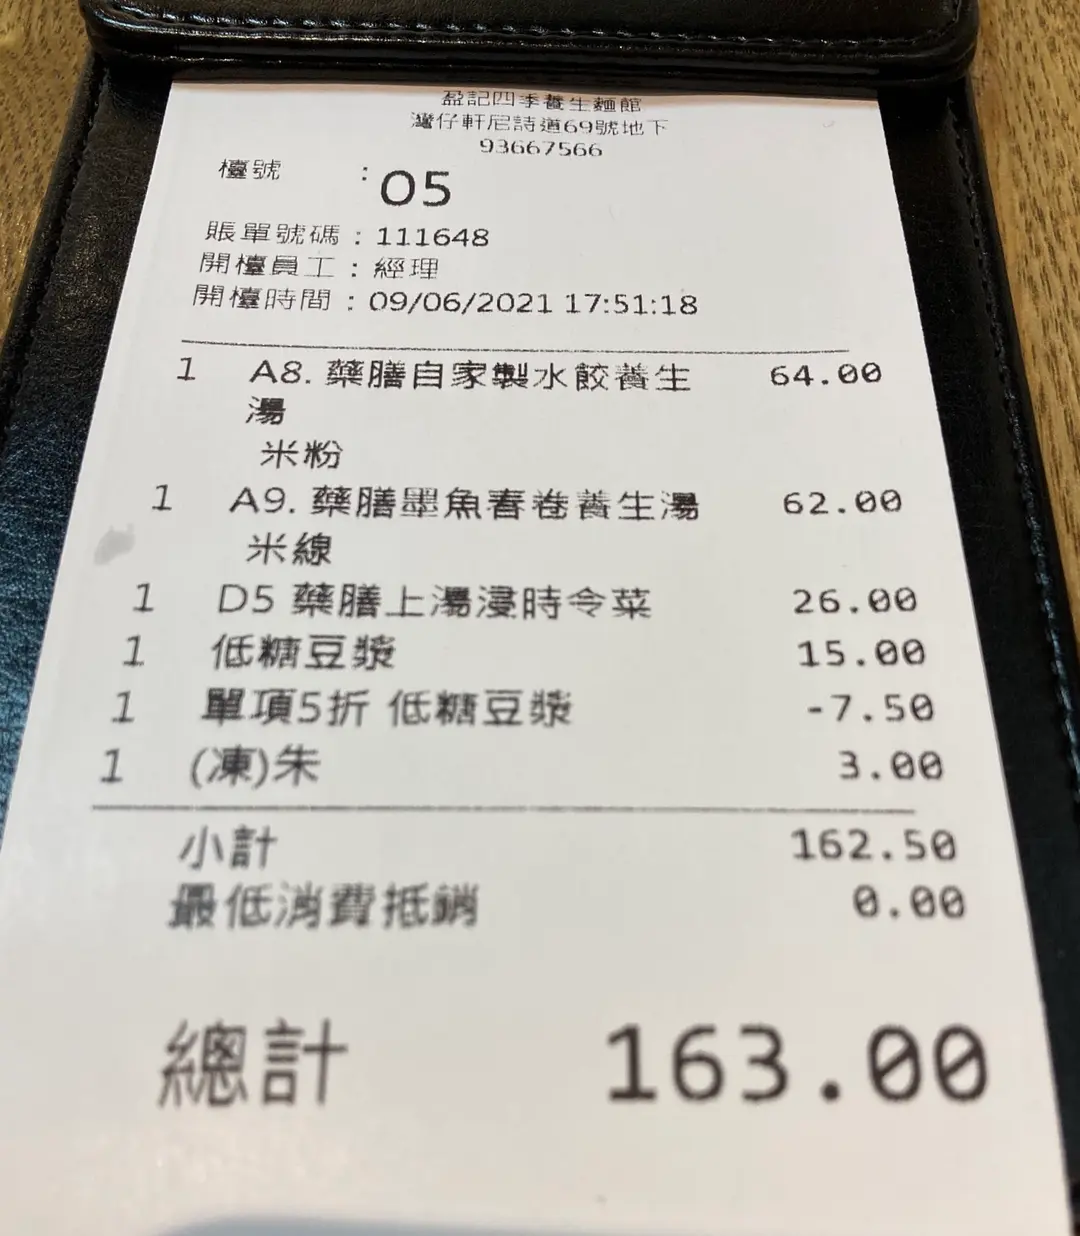 盈記四季養生麵館
灣仔軒尼詩道69號地下
93667566
檯號 : 05
賬單號碼 : 111648
開檯員工 : 經理
開檯時間 : 09/06/2021 17:51:18
1 A8. 藥膳自家製水餃養生 64.00
湯
米粉
1 A9. 藥膳墨魚春卷養生湯 62.00
米線
1 D5 藥膳上湯浸時令菜 26.00
1 低糖豆漿 15.00
1 單項5折 低糖豆漿 -7.50
1 (凍)朱 3.00
小計 162.50
最低消費抵銷 0.00
總計 163.00